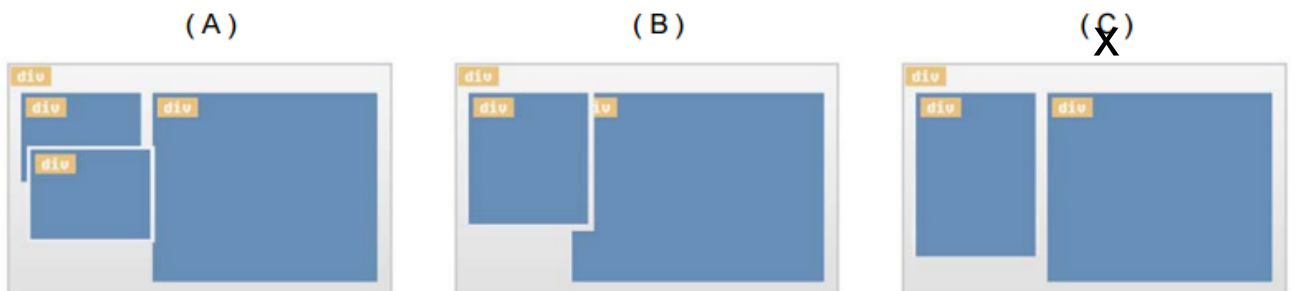 ( A ) ( B ) ( C )
X
div div div
div div div div div
div